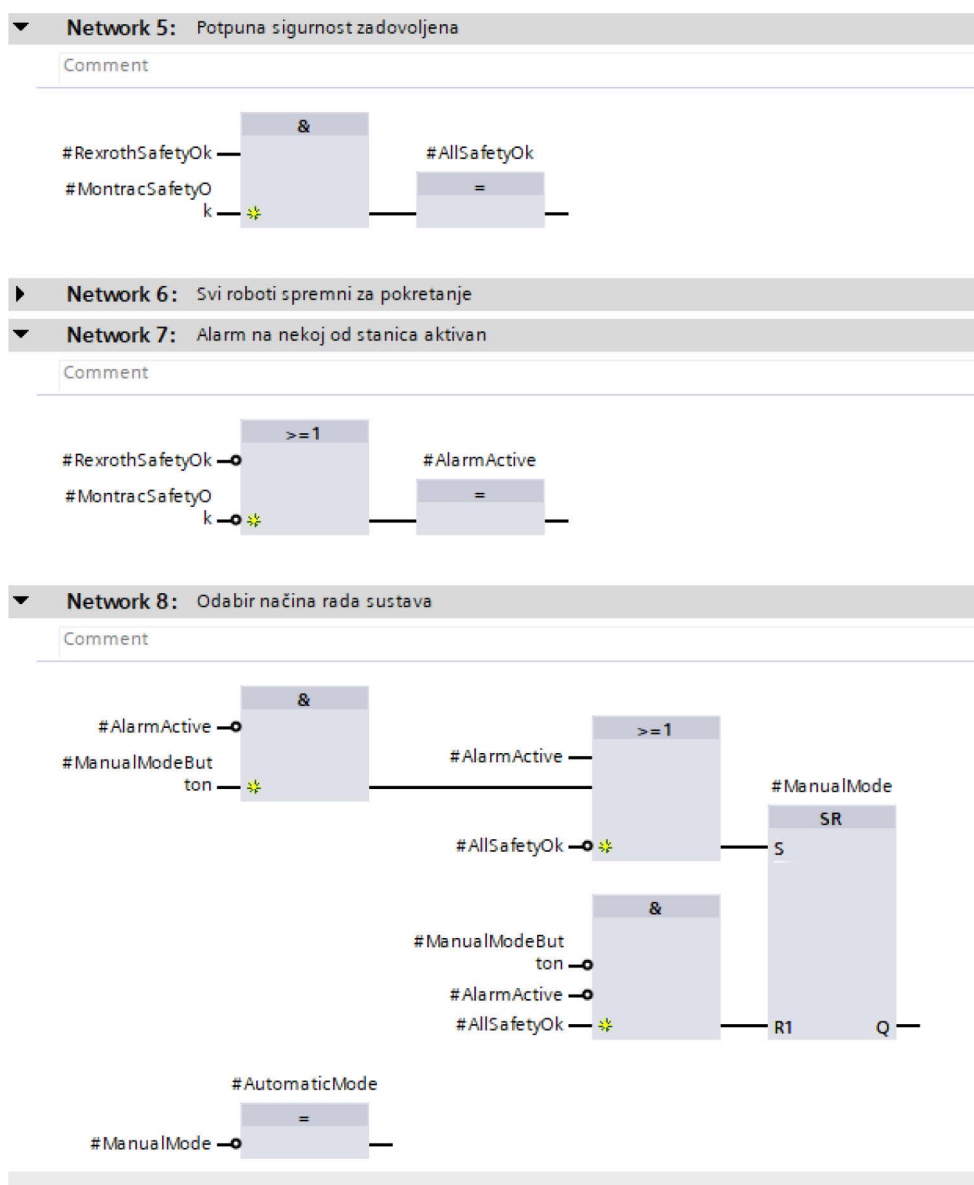 Network 5: Potpuna sigurnost zadovoljena
Comment
&
#RexrothSafetyOk
#AllSafetyOk
#MontracSafetyO
k
=
Network 6: Svi roboti spremni za pokretanje
Network 7: Alarm na nekoj od stanica aktivan
Comment
>=1
#RexrothSafetyOk
#AlarmActive
#MontracSafetyO
k
=
Network 8: Odabir načina rada sustava
Comment
&
#AlarmActive
#ManualModeBut
ton
>=1
#AlarmActive
#AllSafetyOk
#ManualMode
SR
S
&
#ManualModeBut
ton
#AlarmActive
#AllSafetyOk
R1 Q
#AutomaticMode
=
#ManualMode